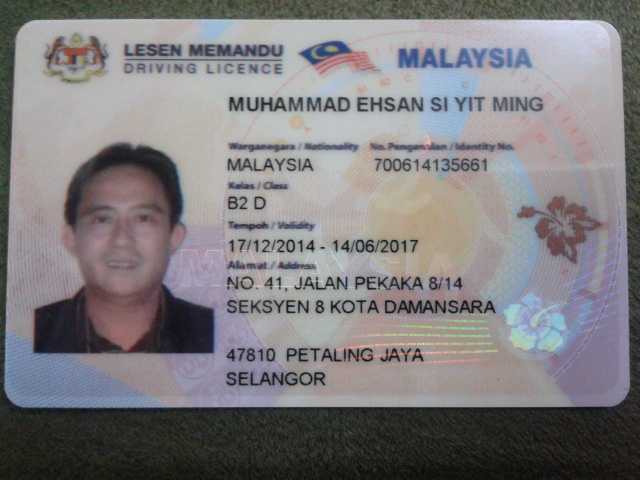 LESEN MEMANDU
DRIVING LICENCE
MALAYSIA
MUHAMMAD EHSAN SI YIT MING
Warganegara / Nationality No. Pengenalan / Identity No.
MALAYSIA 700614135661
Kelas / Class
B2 D
Tempoh / Validity
17/12/2014 - 14/06/2017
Alamat / Address
NO. 41, JALAN PEKAKA 8/14
SEKSYEN 8 KOTA DAMANSARA
47810 PETALING JAYA
SELANGOR